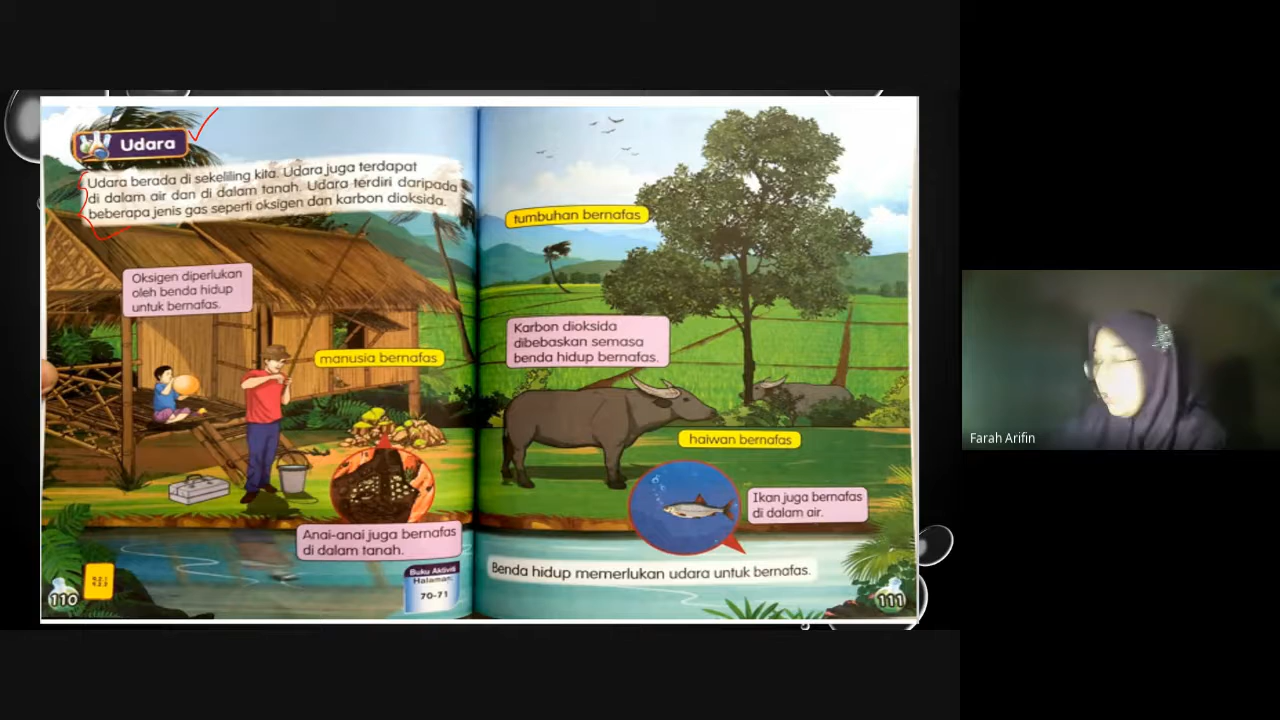 Udara
Udara berada di sekeliling kita. Udara juga terdapat
di dalam air dan di dalam tanah. Udara terdiri daripada
beberapa jenis gas seperti oksigen dan karbon dioksida.
Oksigen diperlukan
oleh benda hidup
untuk bernafas.
manusia bernafas
Anai-anai juga bernafas
di dalam tanah.
Buku Aktiviti
Halaman:
70-71
110
tumbuhan bernafas
Karbon dioksida
dibebaskan semasa
benda hidup bernafas.
haiwan bernafas
Ikan juga bernafas
di dalam air.
Benda hidup memerlukan udara untuk bernafas.
111
Farah Arifin